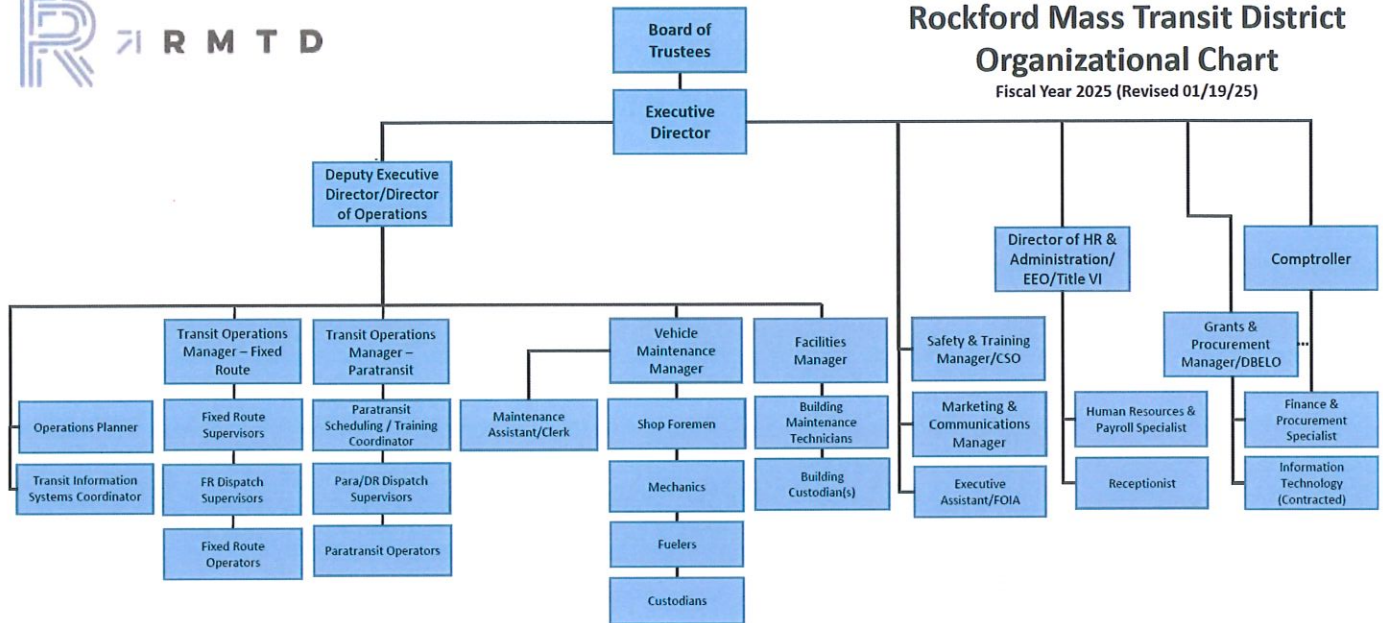 R M T D
Rockford Mass Transit District
Organizational Chart
Fiscal Year 2025 (Revised 01/19/25)
Board of
Trustees
Executive
Director
Deputy Executive
Director/Director
of Operations
Director of HR &
Administration/
EEO/Title VI
Comptroller
Transit Operations
Manager – Fixed
Route
Transit Operations
Manager –
Paratransit
Vehicle
Maintenance
Manager
Facilities
Manager
Safety & Training
Manager/CSO
Grants &
Procurement
Manager/DBELO
Operations Planner
Fixed Route
Supervisors
Paratransit
Scheduling / Training
Coordinator
Maintenance
Assistant/Clerk
Shop Foremen
Building
Maintenance
Technicians
Marketing &
Communications
Manager
Human Resources &
Payroll Specialist
Finance &
Procurement
Specialist
Transit Information
Systems Coordinator
FR Dispatch
Supervisors
Para/DR Dispatch
Supervisors
Mechanics
Building
Custodian(s)
Executive
Assistant/FOIA
Receptionist
Information
Technology
(Contracted)
Fixed Route
Operators
Paratransit Operators
Fuelers
Custodians